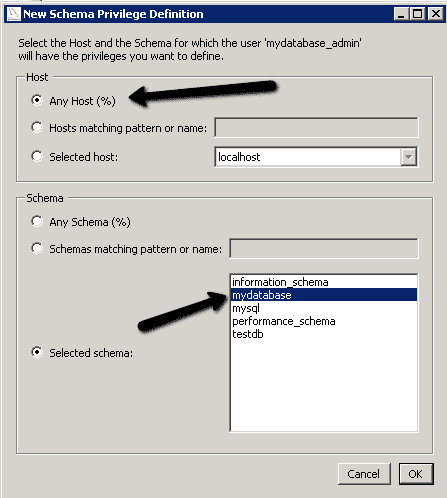 New Schema Privilege Definition
Select the Host and the Schema for which the user 'mydatabase_admin'
will have the privileges you want to define.
Host
Any Host (%)
Hosts matching pattern or name:
Selected host:
localhost
Schema
Any Schema (%)
Schemas matching pattern or name:
Selected schema:
information_schema
mydatabase
mysql
performance_schema
testdb
Cancel
OK